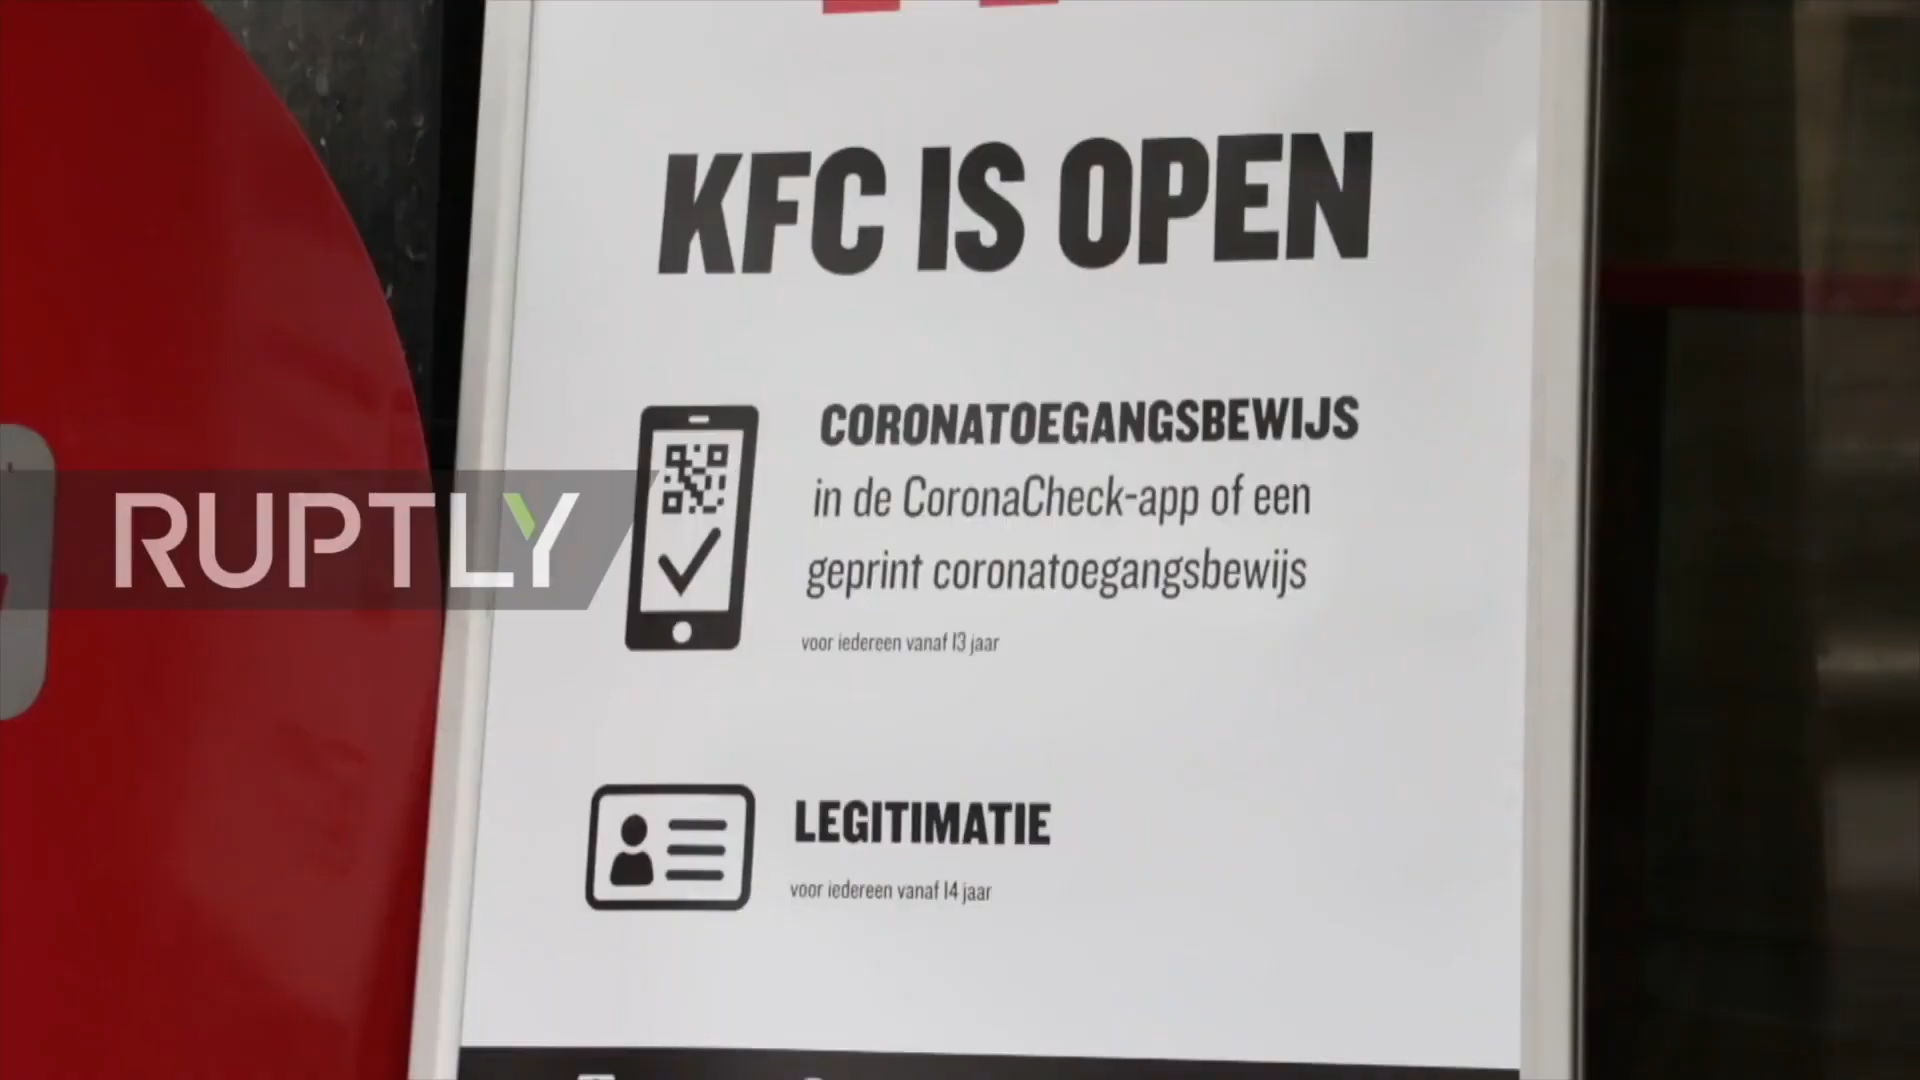 KFC IS OPEN
CORONATOEGANGSBEWIJS
in de CoronaCheck-app of een
geprint coronatoegangsbewijs
voor iedereen vanaf 13 jaar
RUPTLY
LEGITIMATIE
voor iedereen vanaf 14 jaar